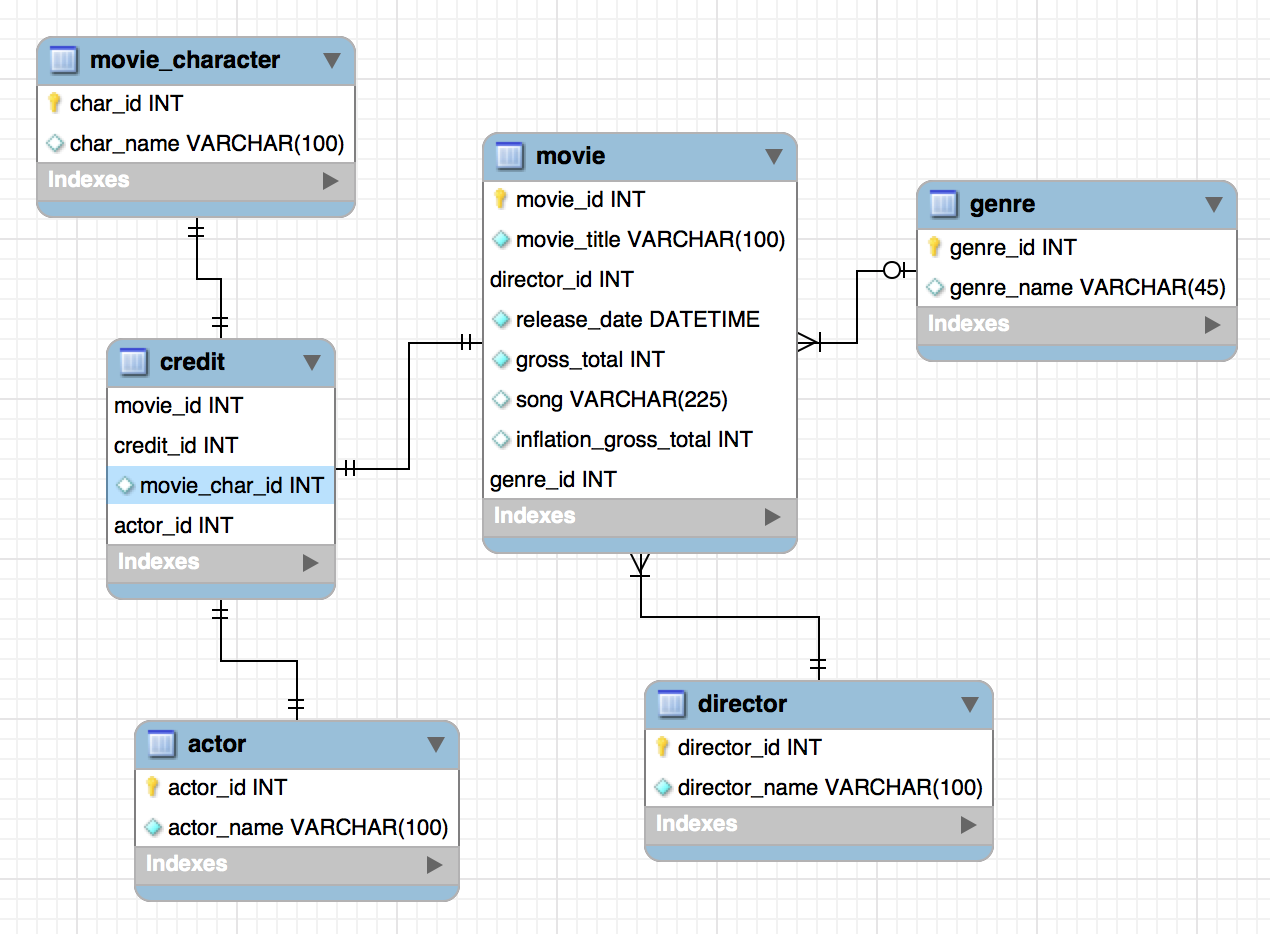 movie_character
char_id INT
char_name VARCHAR(100)
Indexes
credit
movie_id INT
credit_id INT
movie_char_id INT
actor_id INT
Indexes
actor
actor_id INT
actor_name VARCHAR(100)
Indexes
movie
movie_id INT
movie_title VARCHAR(100)
director_id INT
release_date DATETIME
gross_total INT
song VARCHAR(225)
inflation_gross_total INT
genre_id INT
Indexes
director
director_id INT
director_name VARCHAR(100)
Indexes
genre
genre_id INT
genre_name VARCHAR(45)
Indexes